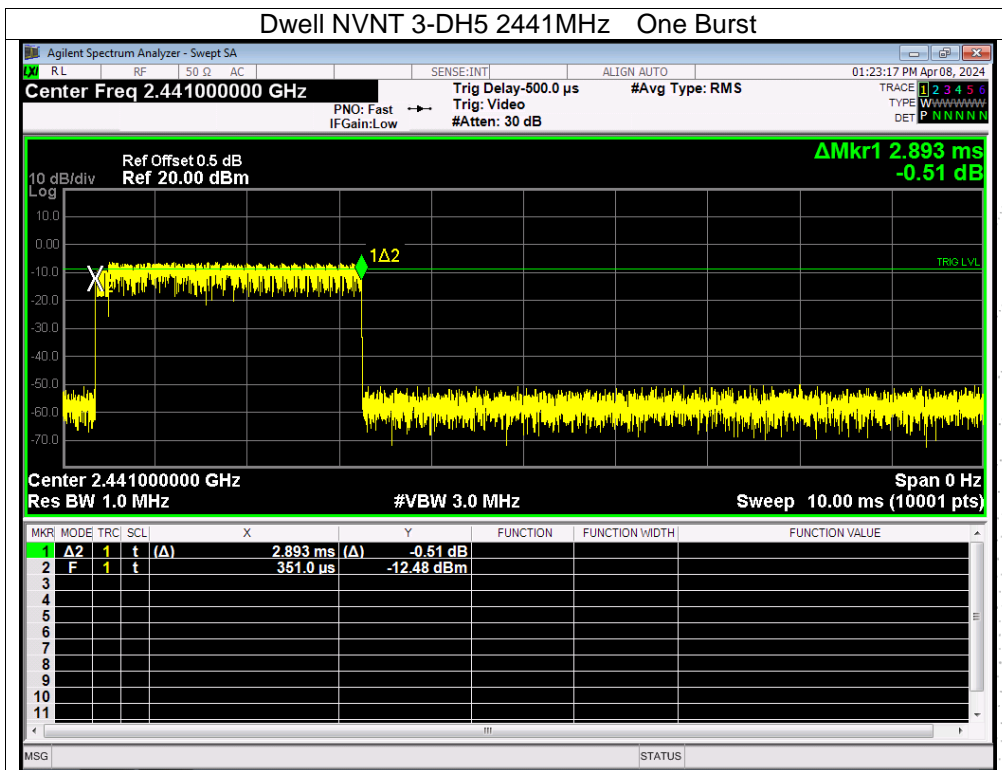 Dwell NVNT 3-DH5 2441MHz One Burst
Agilent Spectrum Analyzer - Swept SA
LXI RL RF 50 Ω AC SENSE:INT ALIGN AUTO 01:23:17 PM Apr 08, 2024
Center Freq 2.441000000 GHz Trig Delay-500.0 µs #Avg Type: RMS TRACE 1 2 3 4 5 6
PNO: Fast Trig: Video TYPE WWWWWWW
IFGain:Low #Atten: 30 dB DET P N N N N N
ΔMkr1 2.893 ms
-0.51 dB
Ref Offset 0.5 dB
10 dB/div Ref 20.00 dBm
Log
10.0
0.00
1Δ2
TRIG LVL
-10.0
-20.0
-30.0
-40.0
-50.0
-60.0
-70.0
Center 2.441000000 GHz Span 0 Hz
Res BW 1.0 MHz #VBW 3.0 MHz Sweep 10.00 ms (10001 pts)
MKR MODE TRC SCL X Y FUNCTION FUNCTION WIDTH FUNCTION VALUE
1 Δ2 1 t (Δ) 2.893 ms (Δ) -0.51 dB
2 F 1 t 351.0 µs -12.48 dBm
3
4
5
6
7
8
9
10
11
MSG STATUS